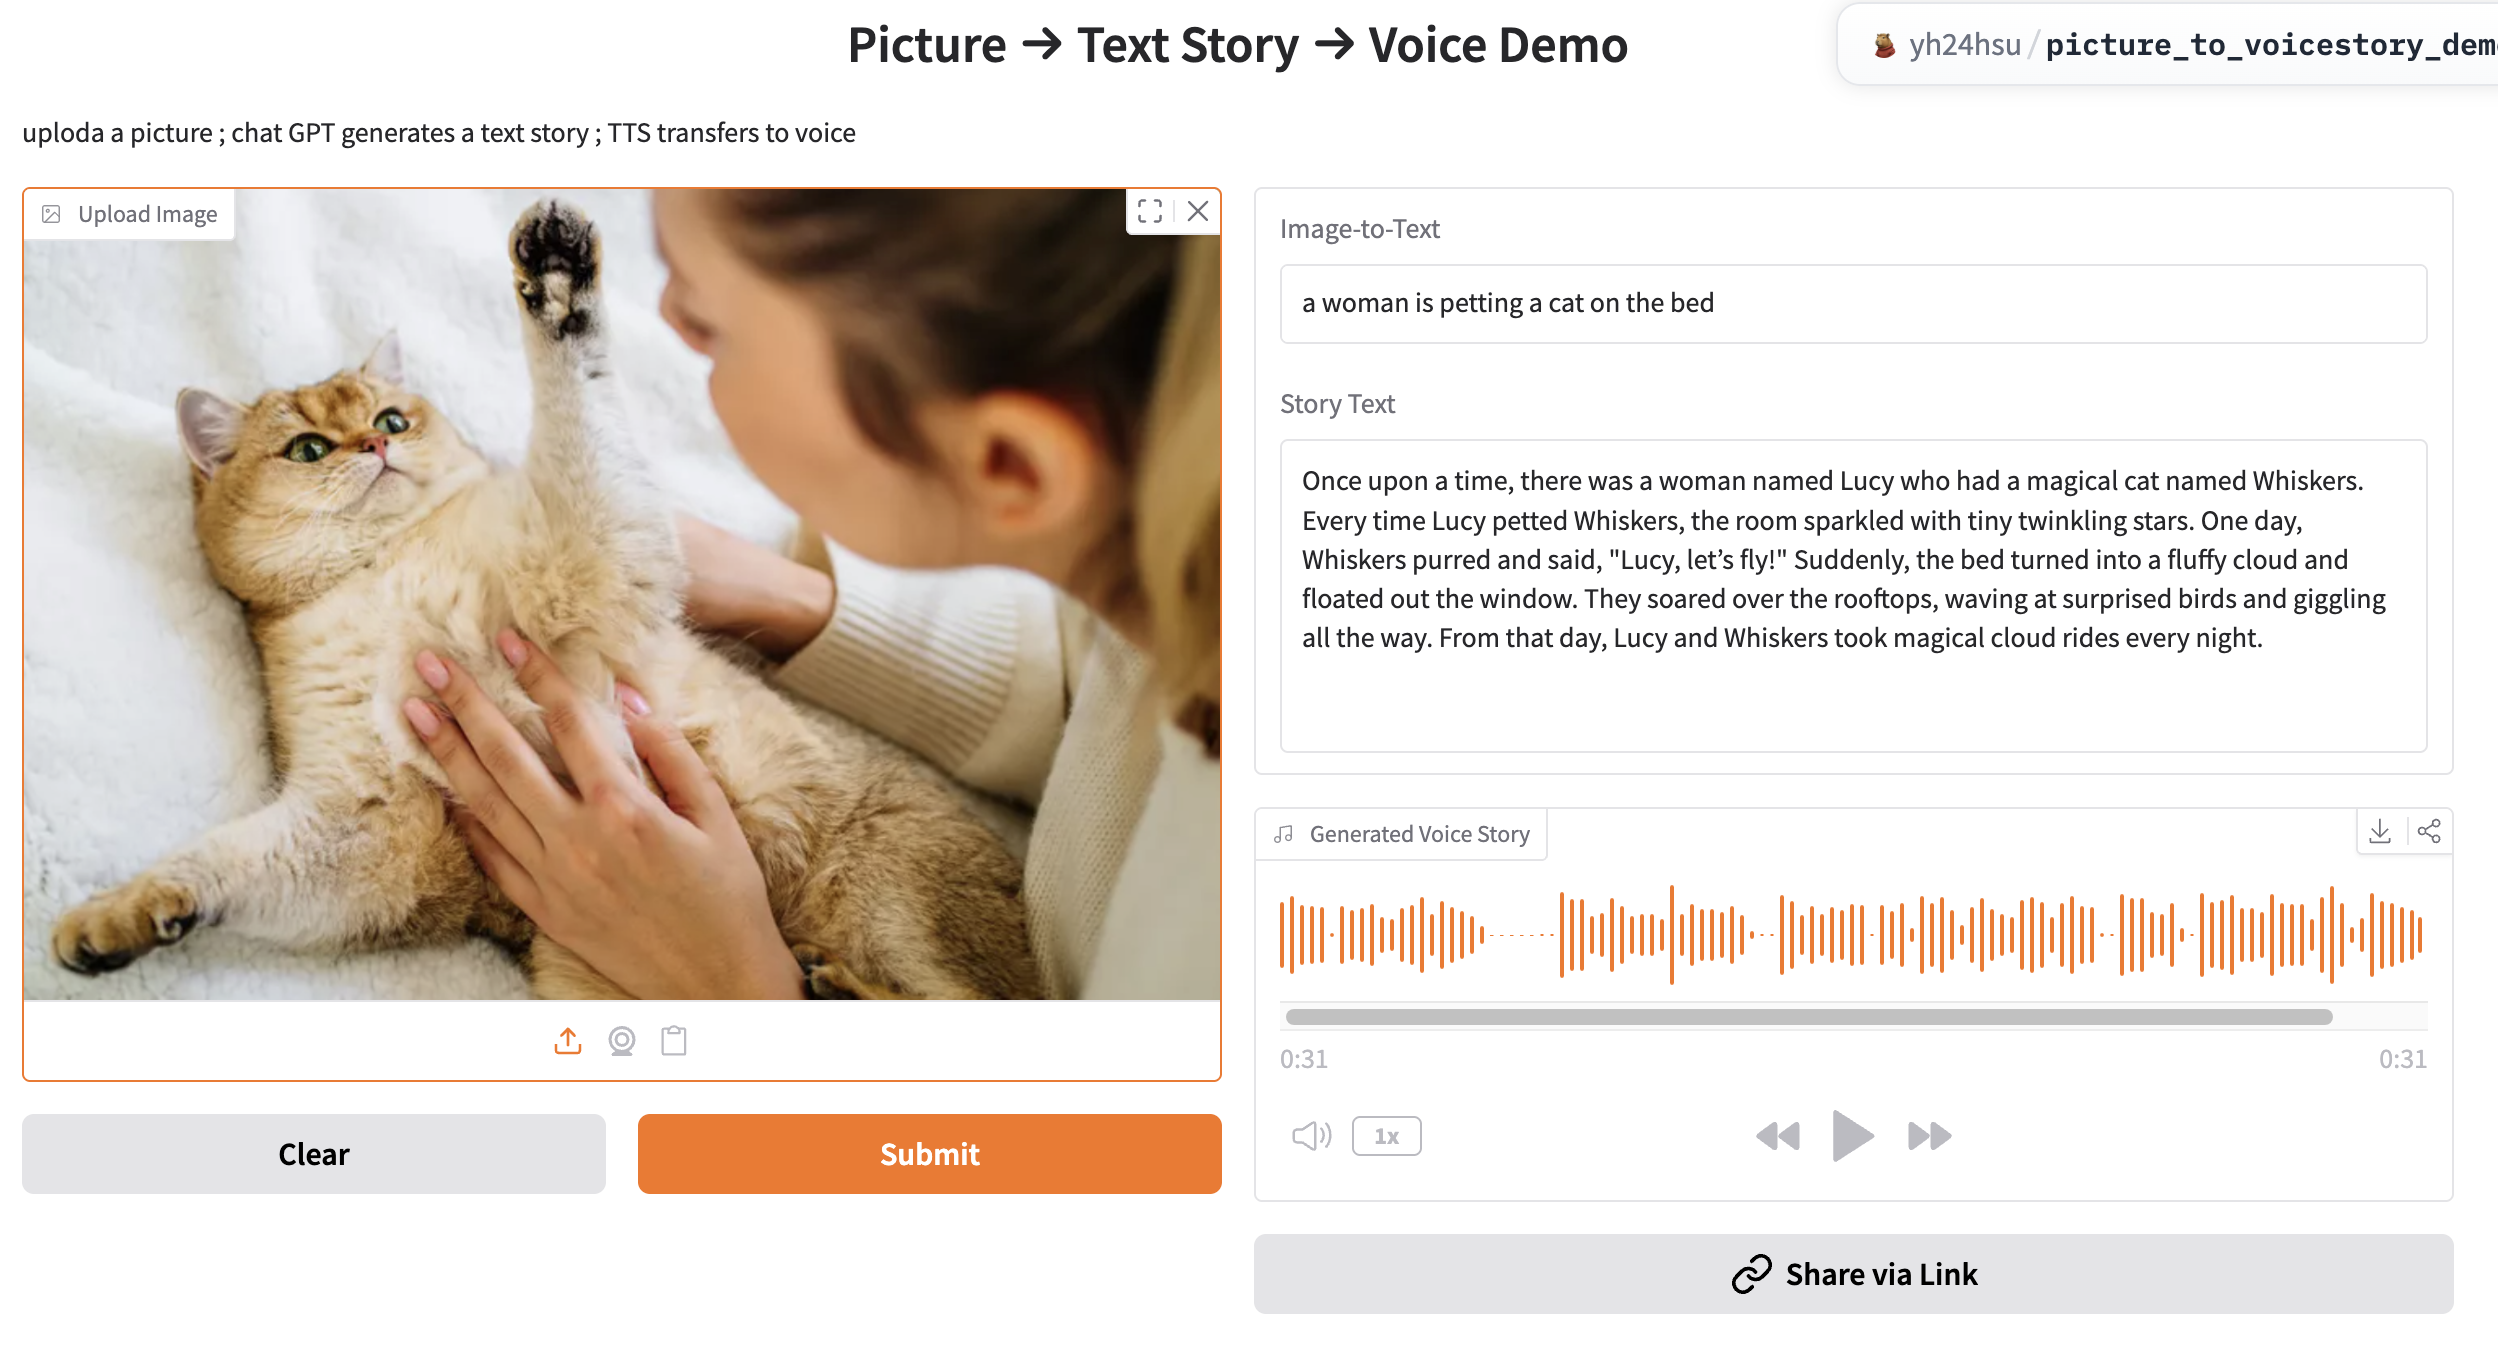 Picture → Text Story → Voice Demo
yh24hsu/picture_to_voicestory_dem
uploda a picture ; chat GPT generates a text story ; TTS transfers to voice
Upload Image
Image-to-Text
a woman is petting a cat on the bed
Story Text
Once upon a time, there was a woman named Lucy who had a magical cat named Whiskers.
Every time Lucy petted Whiskers, the room sparkled with tiny twinkling stars. One day,
Whiskers purred and said, "Lucy, let’s fly!" Suddenly, the bed turned into a fluffy cloud and
floated out the window. They soared over the rooftops, waving at surprised birds and giggling
all the way. From that day, Lucy and Whiskers took magical cloud rides every night.
Generated Voice Story
0:31
0:31
1x
Clear
Submit
Share via Link